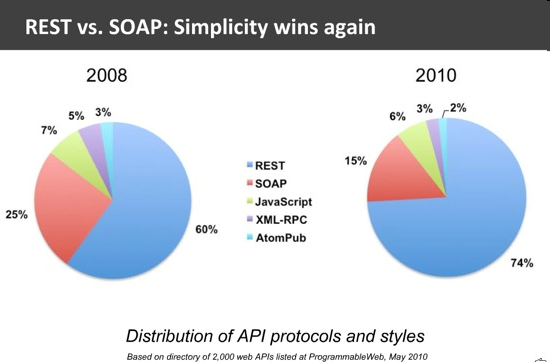 REST vs. SOAP: Simplicity wins again
2008
3%
5%
7%
25%
60%
REST
SOAP
JavaScript
XML-RPC
AtomPub
2010
2%
3%
6%
15%
74%
Distribution of API protocols and styles
Based on directory of 2,000 web APIs listed at ProgrammableWeb, May 2010